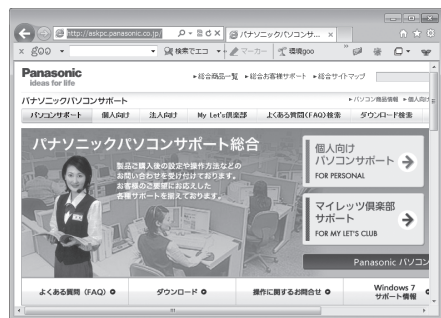 http://askpc.panasonic.co.jp/
パナソニックパソコンサ...
goo
検索でエコ
マーカー
環境goo
Panasonic
ideas for life
▸総合商品一覧 ▸総合お客様サポート ▸総合サイトマップ
パナソニックパソコンサポート
▸パソコン商品情報 ▸個人向
パソコンサポート 個人向け 法人向け My Let's倶楽部 よくある質問(FAQ)検索 ダウンロード検索
パナソニックパソコンサポート総合
製品ご購入後の設定や操作方法などの
お問い合わせを受け付けております。
お客様のご要望にお応えした
各種サポートを揃えております。
個人向け
パソコンサポート
FOR PERSONAL
マイレッツ倶楽部
サポート
FOR MY LET'S CLUB
Panasonic パソコン
よくある質問 (FAQ) ダウンロード 操作に関するお問合せ Windows 7
サポート情報